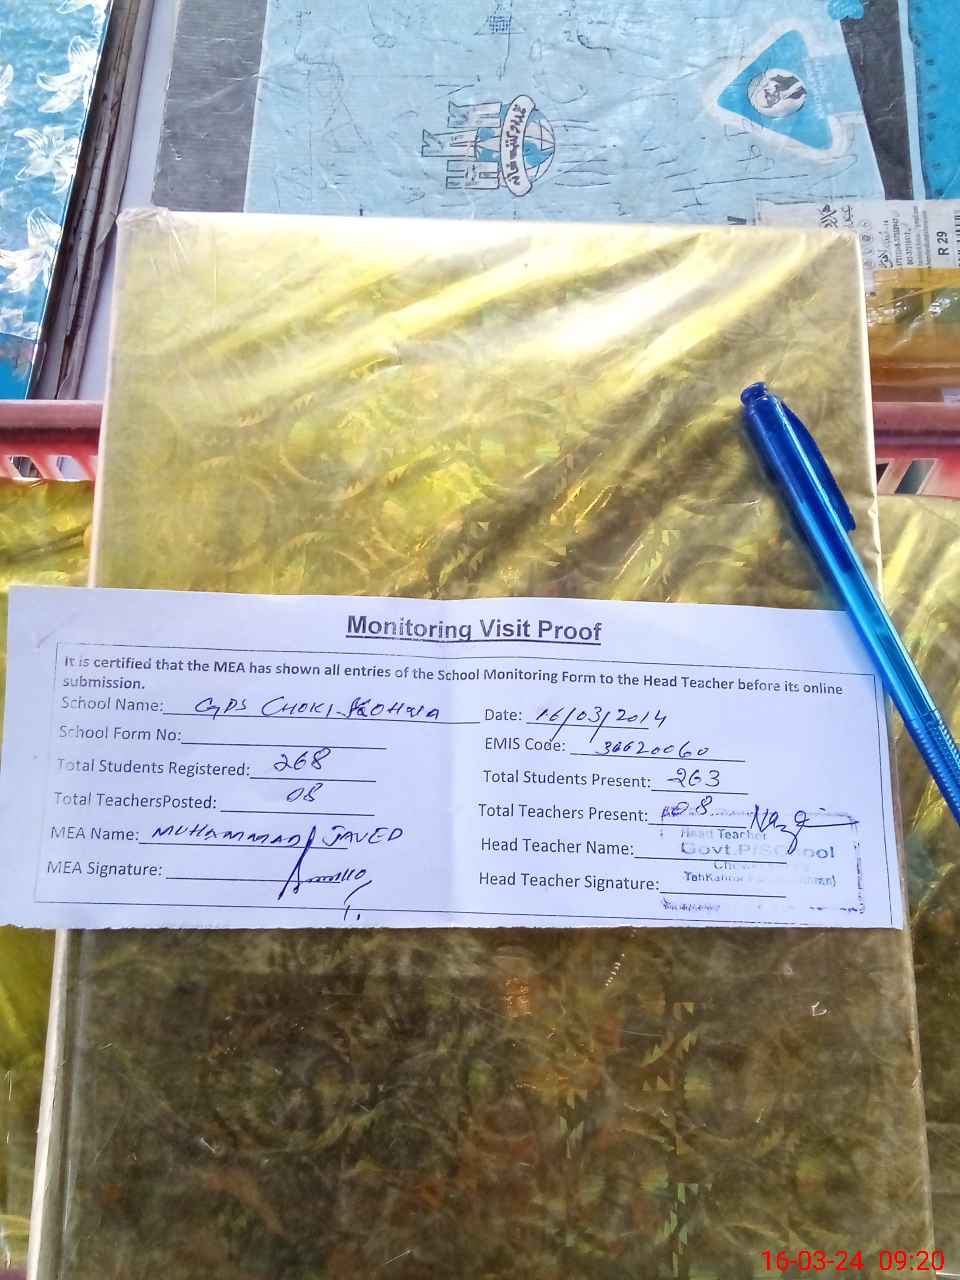 R 29
Monitoring Visit Proof
It is certified that the MEA has shown all entries of the School Monitoring Form to the Head Teacher before its online
submission.
School Name: GPS CHOKI
Date: 16/03/2014
School Form No:
EMIS Code: 36620060
Total Students Registered: 268
Total Students Present: 263
Total TeachersPosted: 08
Total Teachers Present: 08
MEA Name: MUHAMMAD JAVED
Head Teacher Name:
MEA Signature:
Head Teacher Signature:
Head Teacher
Govt.P/School
16-03-24 09:20